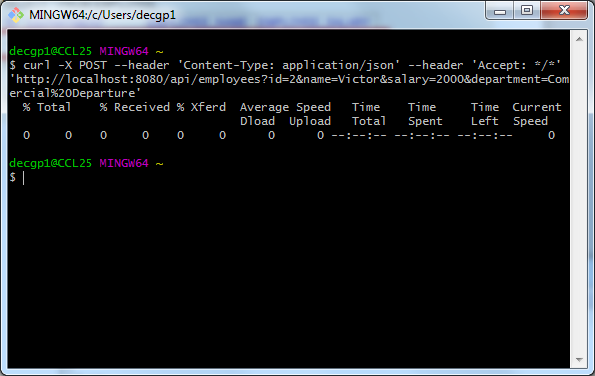 MINGW64:/c/Users/decgp1
decgp1@CCL25 MINGW64 ~
$ curl -X POST --header 'Content-Type: application/json' --header 'Accept: */*'
'http://localhost:8080/api/employees?id=2&name=Victor&salary=2000&department=Com
ercial%20Departure'
% Total % Received % Xferd Average Speed Time Time Time Current
Dload Upload Total Spent Left Speed
0 0 0 0 0 0 0 0 --:--:-- --:--:-- --:--:-- 0
decgp1@CCL25 MINGW64 ~
$